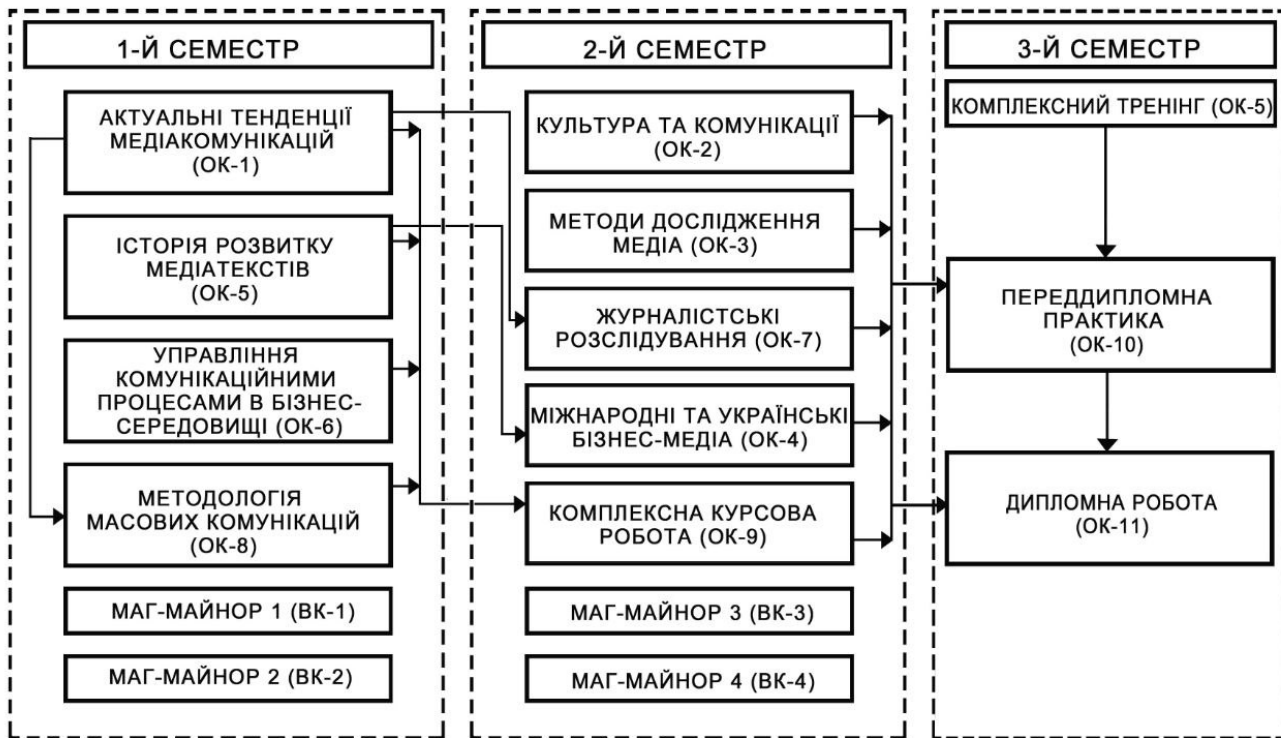 1-Й СЕМЕСТР
АКТУАЛЬНІ ТЕНДЕНЦІЇ
МЕДІАКОМУНІКАЦІЙ
(ОК-1)
ІСТОРІЯ РОЗВИТКУ
МЕДІАТЕКСТІВ
(ОК-5)
УПРАВЛІННЯ
КОМУНІКАЦІЙНИМИ
ПРОЦЕСАМИ В БІЗНЕС-
СЕРЕДОВИЩІ (ОК-6)
МЕТОДОЛОГІЯ
МАСОВИХ КОМУНІКАЦІЙ
(ОК-8)
МАГ-МАЙНОР 1 (ВК-1)
МАГ-МАЙНОР 2 (ВК-2)
2-Й СЕМЕСТР
КУЛЬТУРА ТА КОМУНІКАЦІЇ
(ОК-2)
МЕТОДИ ДОСЛІДЖЕННЯ
МЕДІА (ОК-3)
ЖУРНАЛІСТСЬКІ
РОЗСЛІДУВАННЯ (ОК-7)
МІЖНАРОДНІ ТА УКРАЇНСЬКІ
БІЗНЕС-МЕДІА (ОК-4)
КОМПЛЕКСНА КУРСОВА
РОБОТА (ОК-9)
МАГ-МАЙНОР 3 (ВК-3)
МАГ-МАЙНОР 4 (ВК-4)
3-Й СЕМЕСТР
КОМПЛЕКСНИЙ ТРЕНІНГ (ОК-5)
ПЕРЕДДИПЛОМНА
ПРАКТИКА
(ОК-10)
ДИПЛОМНА РОБОТА
(ОК-11)